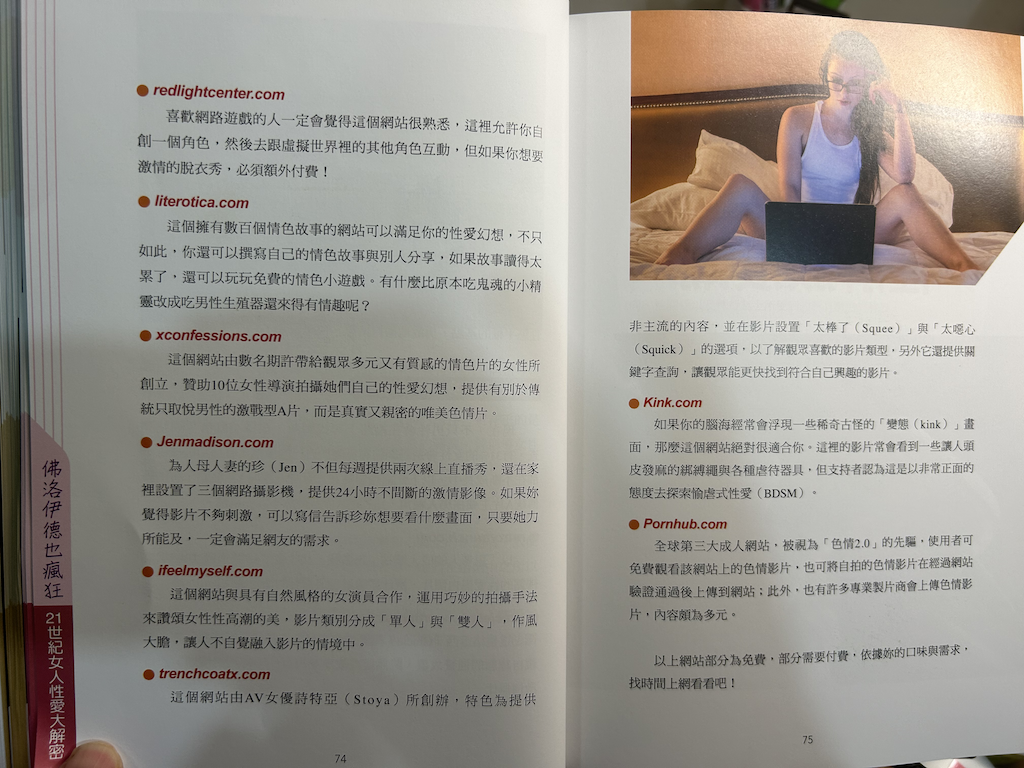 redlightcenter.com
喜歡網路遊戲的人一定會覺得這個網站很熟悉，這裡允許你自
創一個角色，然後去跟虛擬世界裡的其他角色互動，但如果你想要
激情的脫衣秀，必須額外付費！
literotica.com
這個擁有數百個情色故事的網站可以滿足你的性愛幻想，不只
如此，你還可以撰寫自己的情色故事與別人分享，如果故事讀得太
累了，還可以玩玩免費的情色小遊戲。有什麼比原本吃鬼魂的小精
靈改成吃男性生殖器還來得有情趣呢？
xconfessions.com
這個網站由數名期許帶給觀眾多元又有質感的情色片的女性所
創立，贊助10位女性導演拍攝她們自己的性愛幻想，提供有別於傳
統只取悅男性的激戰型A片，而是真實又親密的唯美色情片。
Jenmadison.com
為人母人妻的珍（Jen）不但每週提供兩次線上直播秀，還在家
裡設置了三個網路攝影機，提供24小時不間斷的激情影像。如果妳
覺得影片不夠刺激，可以寫信告訴珍妳想要看什麼畫面，只要她力
所能及，一定會滿足網友的需求。
ifeelmyself.com
這個網站與具有自然風格的女演員合作，運用巧妙的拍攝手法
來讚頌女性性高潮的美，影片類別分成「單人」與「雙人」，作風
大膽，讓人不自覺融入影片的情境中。
trenchcoatx.com
這個網站由AV女優詩特亞（Stoya）所創辦，特色為提供
74
佛洛伊德也瘋狂
21世紀女人性愛大解密
非主流的內容，並在影片設置「太棒了（Squee）」與「太噁心
（Squick）」的選項，以了解觀眾喜歡的影片類型，另外它還提供關
鍵字查詢，讓觀眾能更快找到符合自己興趣的影片。
Kink.com
如果你的腦海經常會浮現一些稀奇古怪的「變態（kink）」畫
面，那麼這個網站絕對很適合你。這裡的影片常會看到一些讓人頭
皮發麻的綁縛繩與各種虐待器具，但支持者認為這是以非常正面的
態度去探索愉虐式性愛（BDSM）。
Pornhub.com
全球第三大成人網站，被視為「色情2.0」的先驅，使用者可
免費觀看該網站上的色情影片，也可將自拍的色情影片在經過網站
驗證通過後上傳到網站；此外，也有許多專業製片商會上傳色情影
片，內容頗為多元。
以上網站部分為免費，部分需要付費，依據妳的口味與需求，
找時間上網看看吧！
75